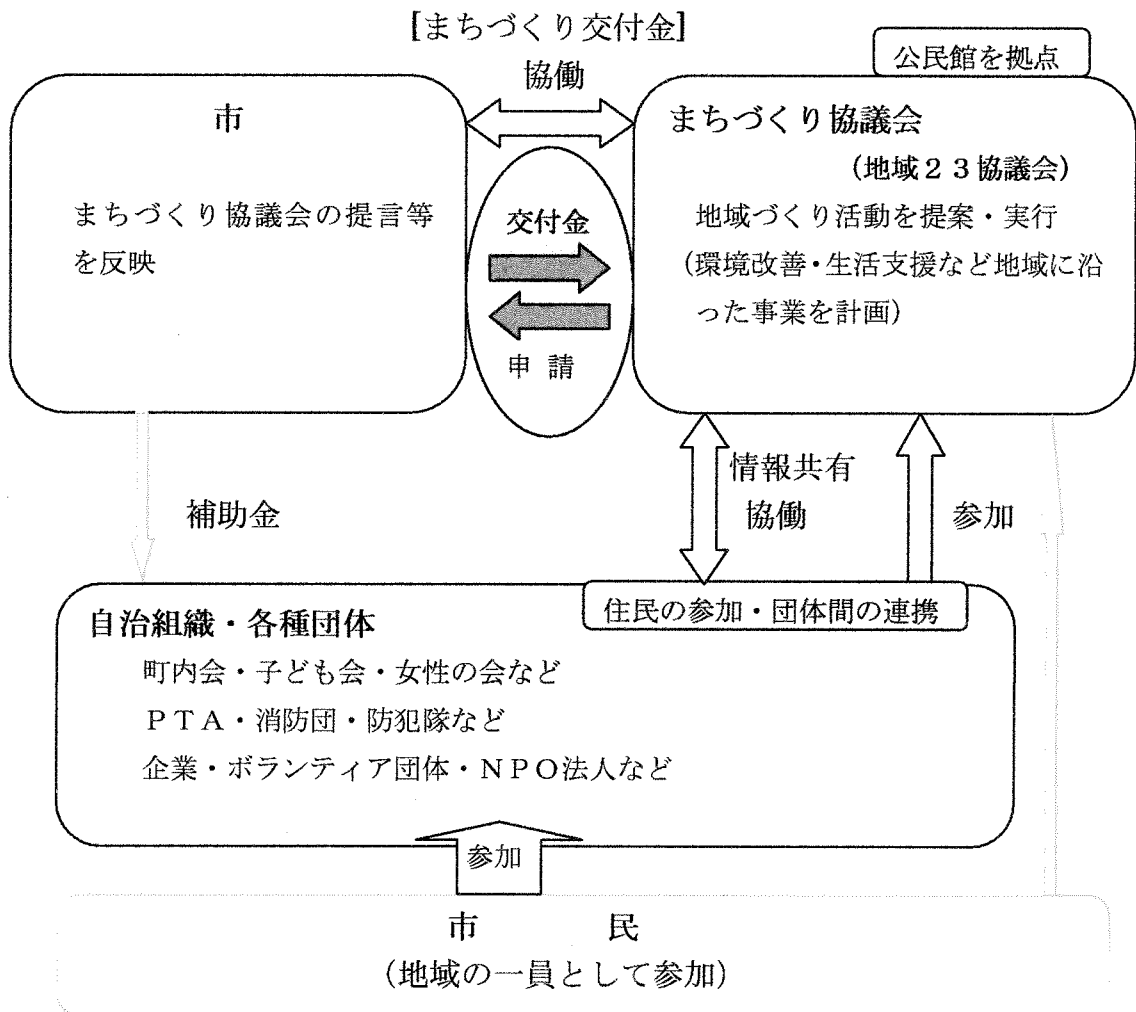 [まちづくり交付金]
公民館を拠点
協働
市
まちづくり協議会の提言等
を反映
まちづくり協議会
(地域２３協議会)
地域づくり活動を提案・実行
(環境改善・生活支援など地域に沿
った事業を計画)
交付金
申 請
補助金
情報共有
協働
参加
住民の参加・団体間の連携
自治組織・各種団体
町内会・子ども会・女性の会など
ＰＴＡ・消防団・防犯隊など
企業・ボランティア団体・ＮＰＯ法人など
参加
市 民
(地域の一員として参加)